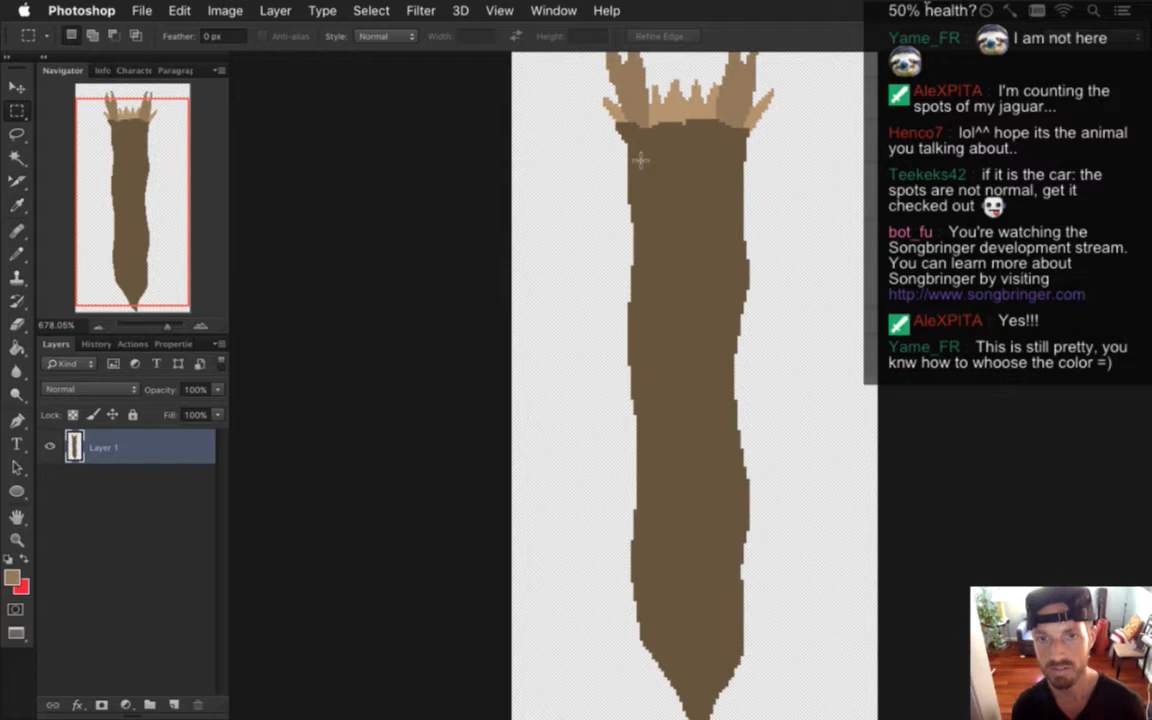 Photoshop File Edit Image Layer Type Select Filter 3D View Window Help
50% health?
Feather: 0 px Anti-alias Style: Normal Width: Height: Refine Edge...
Navigator Info Characte Paragrap
678.05%
Layers History Actions Propertie
Kind
Normal Opacity: 100%
Lock: Fill: 100%
Layer 1
Yame_FR : I am not here
AleXPITA : I'm counting the
spots of my jaguar...
Henco7 : lol^^ hope its the animal
you talking about..
Teekeks42 : if it is the car: the
spots are not normal, get it
checked out
bot_fu : You're watching the
Songbringer development stream.
You can learn more about
Songbringer by visiting
http://www.songbringer.com
AleXPITA : Yes!!!
Yame_FR : This is still pretty, you
knw how to whoose the color =)